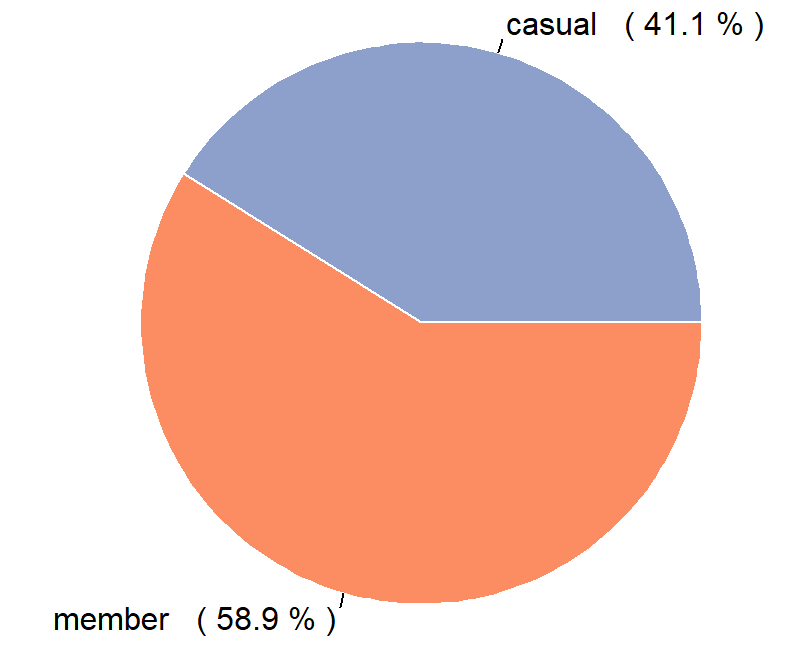 casual ( 41.1 % )
member ( 58.9 % )